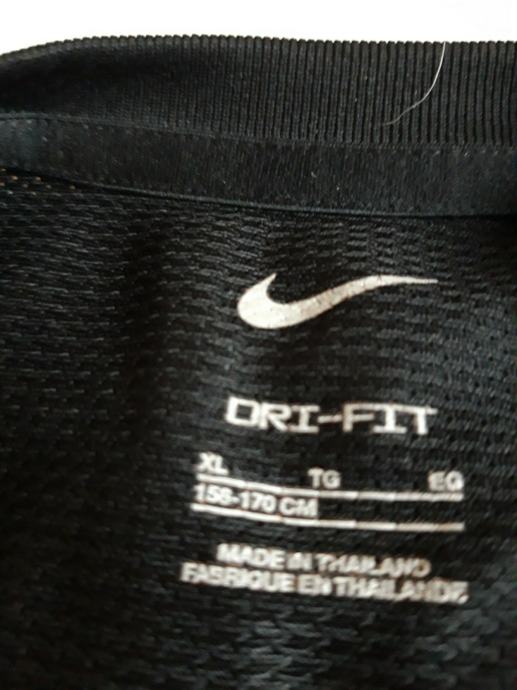 DRI-FIT
XL TG EG
158-170 CM
MADE IN THAILAND
FABRIQUE EN THAILANDE